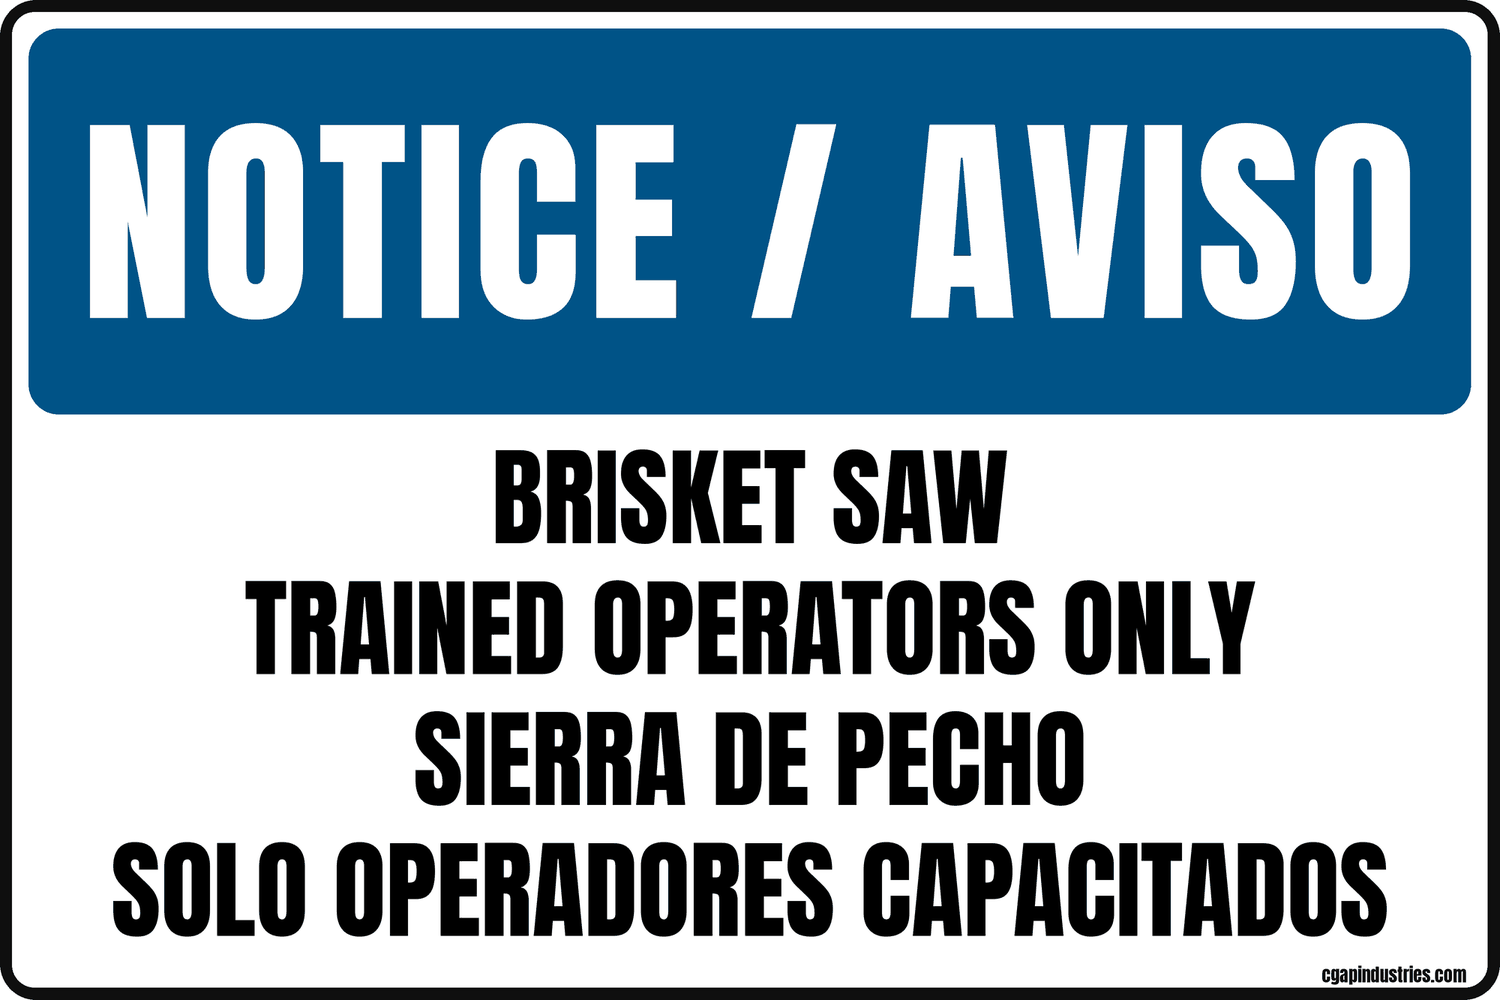 NOTICE / AVISO
BRISKET SAW
TRAINED OPERATORS ONLY
SIERRA DE PECHO
SOLO OPERADORES CAPACITADOS
cgapindustries.com